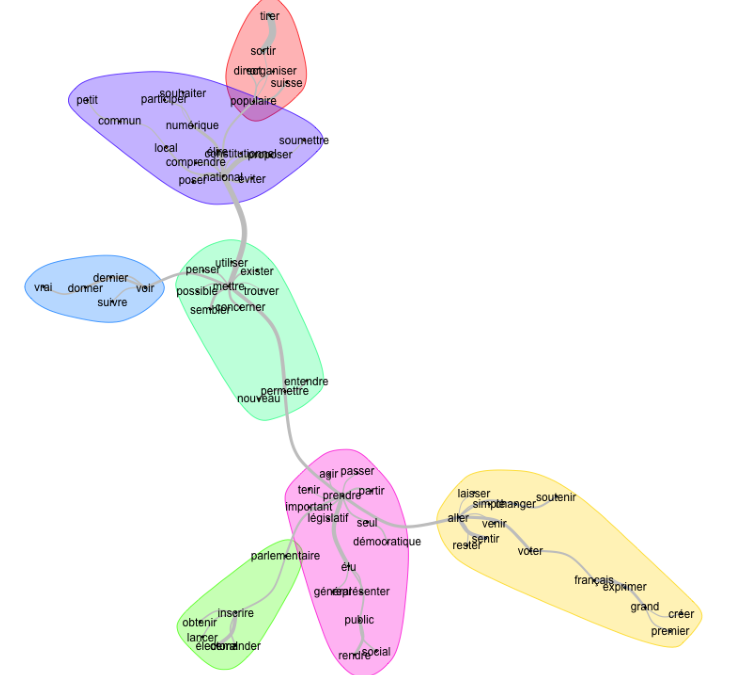 tirer
sortir
direct
organiser
suisse
populaire
petit
souhaiter
participer
commun
numérique
soumettre
local
élire
constitutionnel
proposer
comprendre
national
poser
éviter
utiliser
penser
exister
mettre
possible
trouver
sembler
concerner
entendre
permettre
nouveau
dernier
vrai
donner
voir
suivre
agir
passer
tenir
prendre
partir
important
législatif
seul
démocratique
parlementaire
élu
général
représenter
public
rendre
social
inscrire
obtenir
lancer
électoral
demander
laisser
simple
changer
soutenir
aller
venir
sentir
rester
voter
français
exprimer
grand
créer
premier